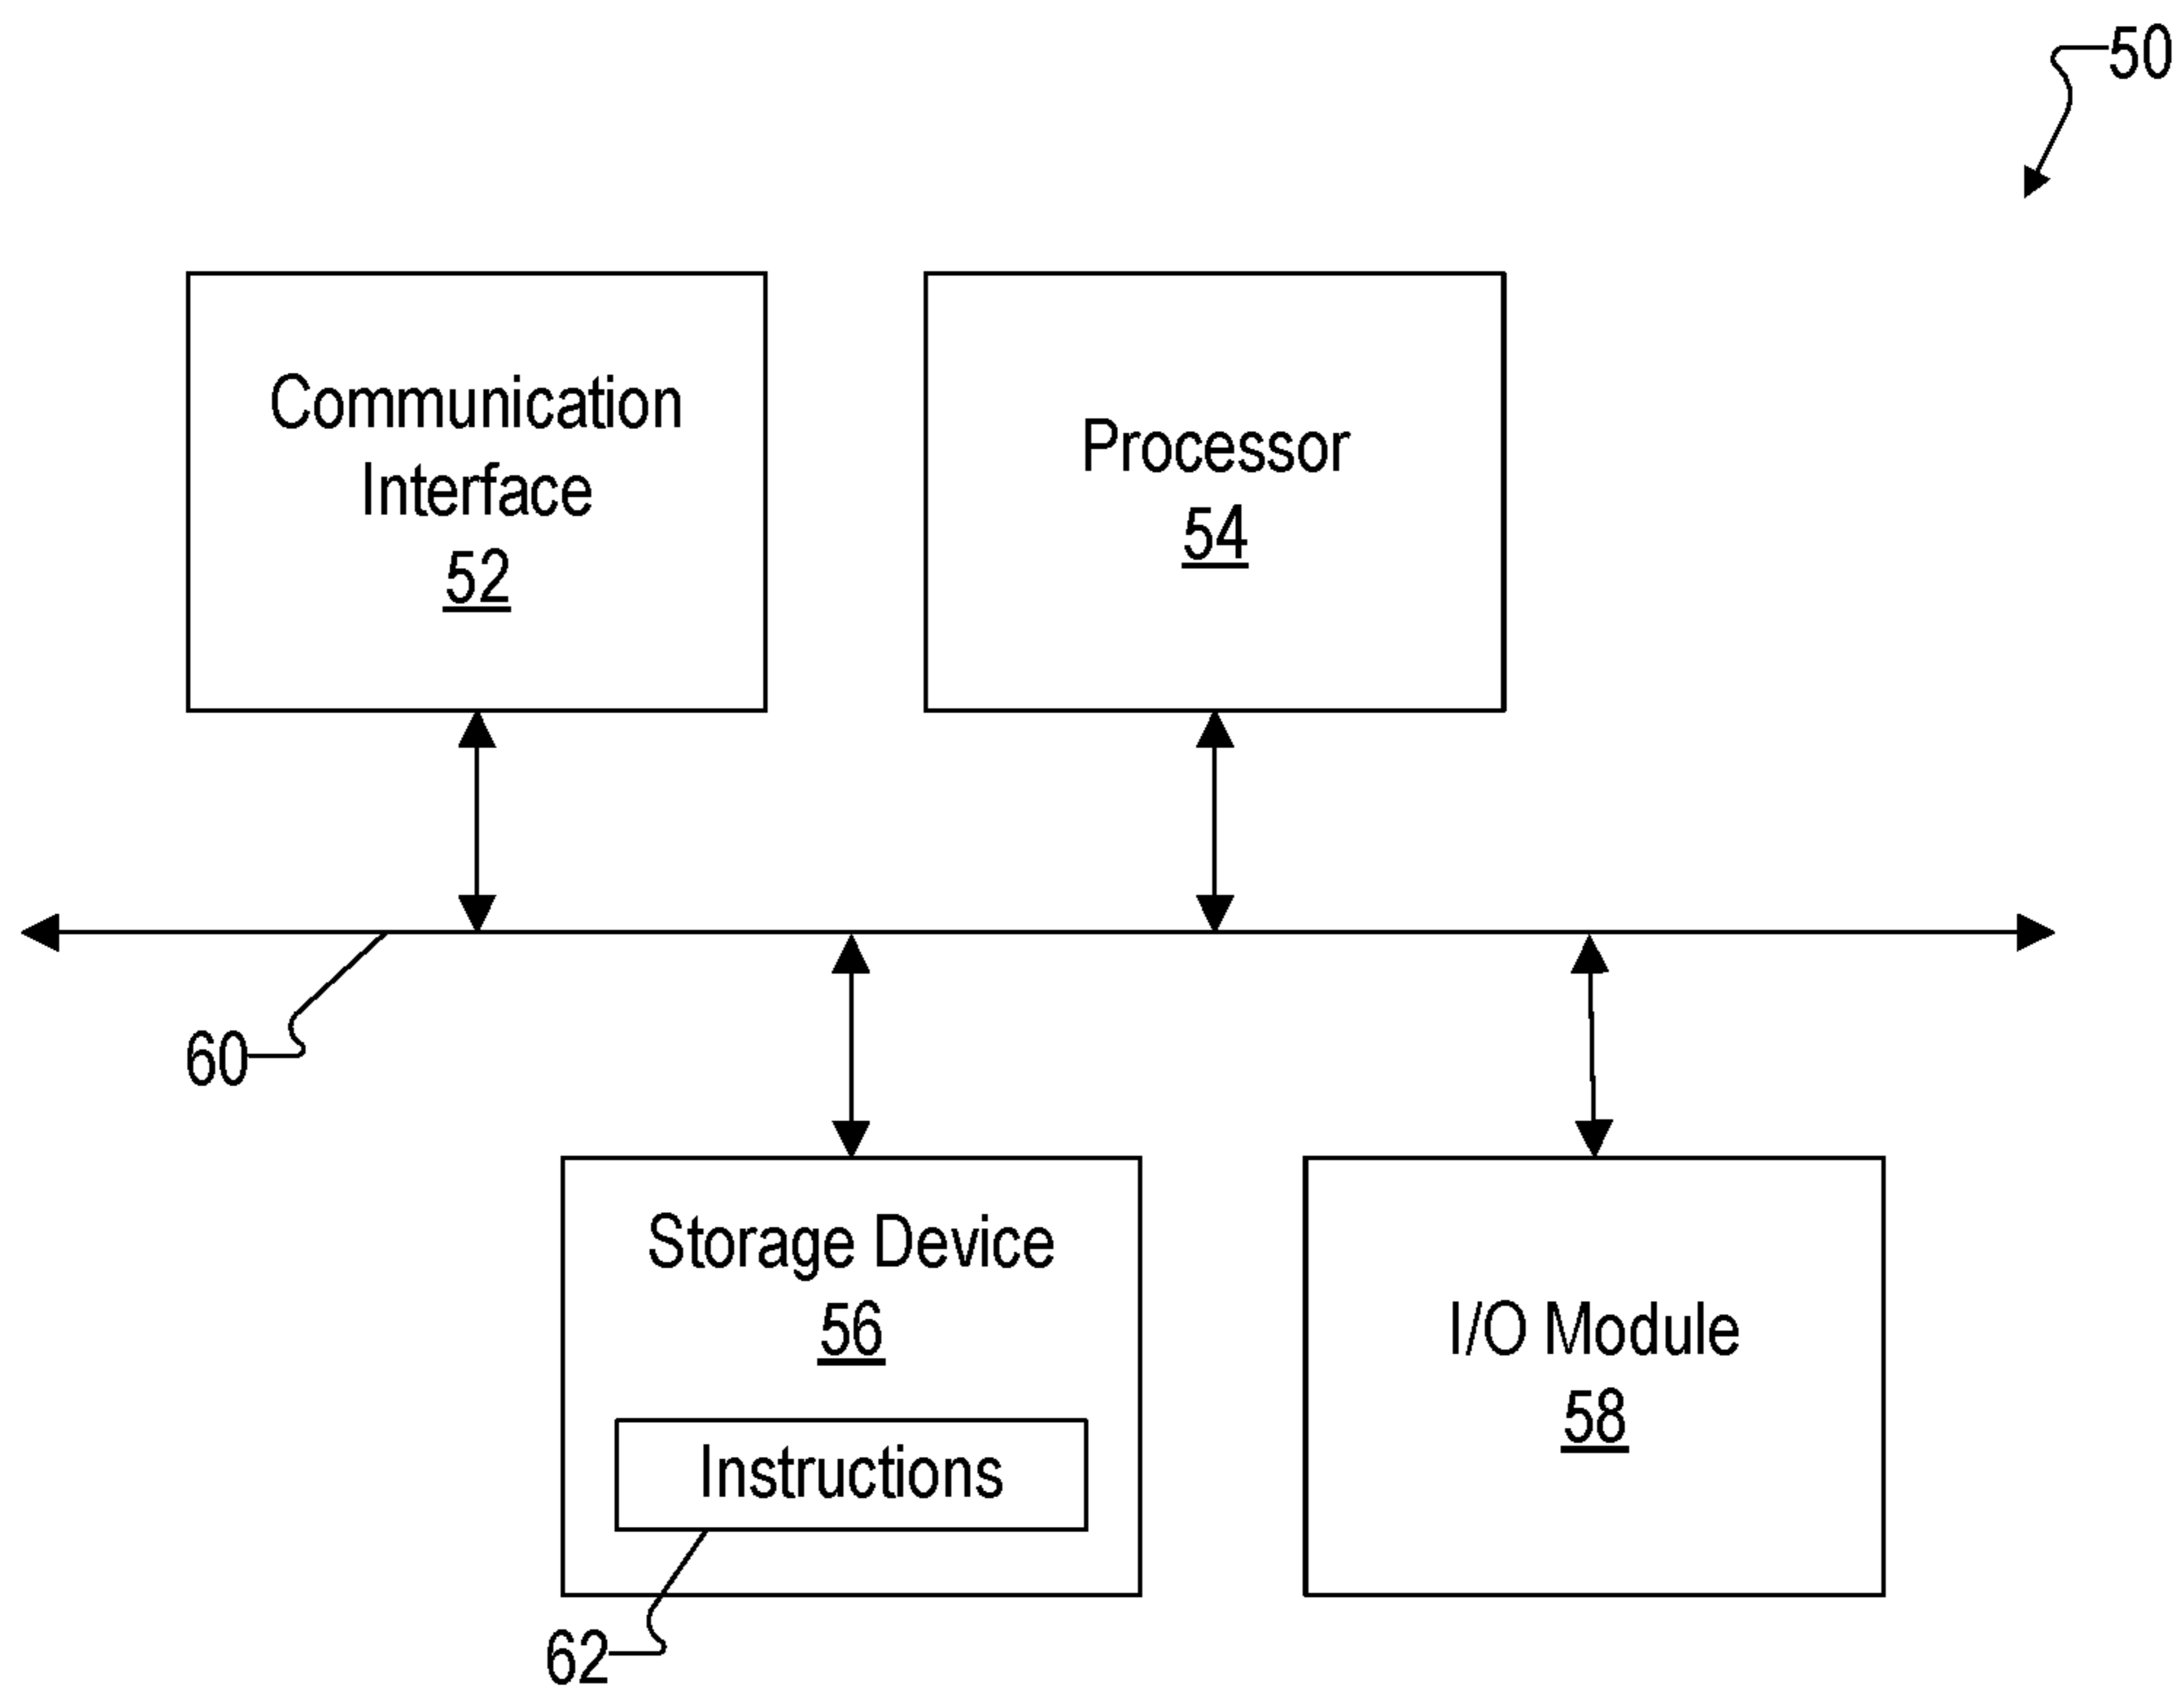 50
Communication
Interface
52
Processor
54
60
Storage Device
56
Instructions
62
I/O Module
58